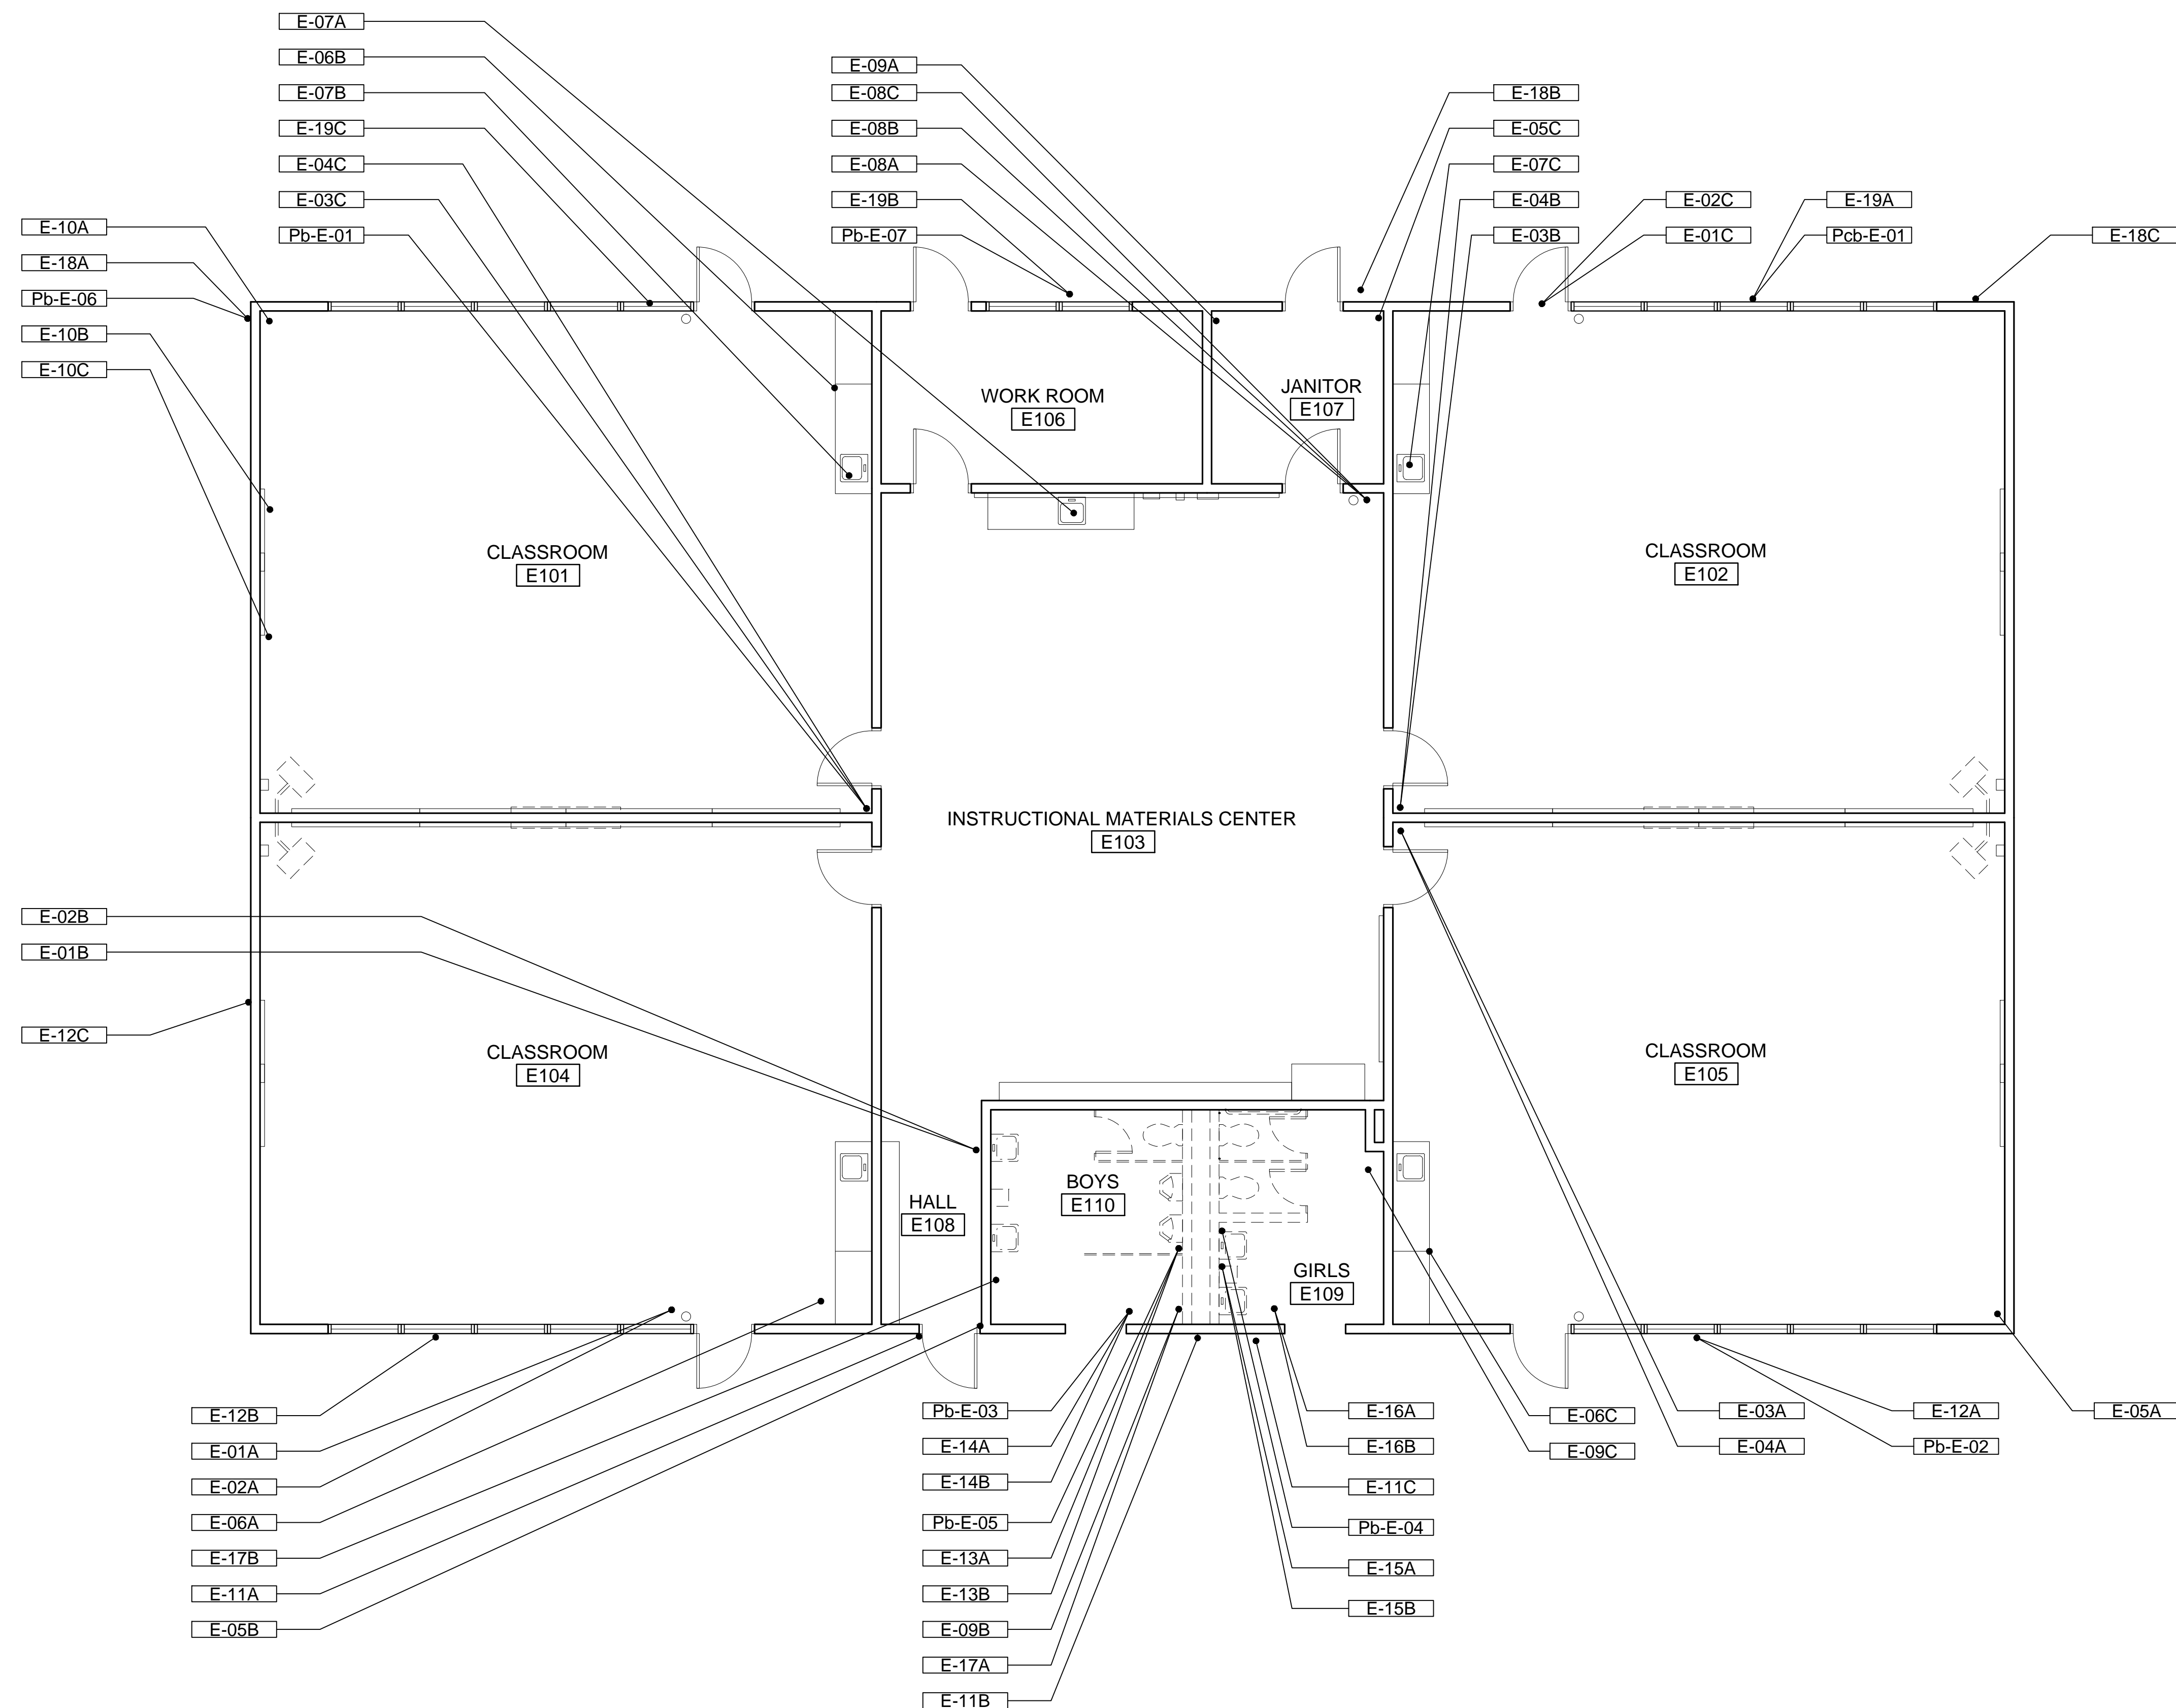 E-07A
E-06B
E-07B
E-19C
E-04C
E-03C
Pb-E-01
E-09A
E-08C
E-08B
E-08A
E-19B
Pb-E-07
E-18B
E-05C
E-07C
E-04B
E-03B
E-02C
E-01C
E-19A
Pcb-E-01
E-18C
E-10A
E-18A
Pb-E-06
E-10B
E-10C
WORK ROOM
E106
JANITOR
E107
CLASSROOM
E101
CLASSROOM
E102
INSTRUCTIONAL MATERIALS CENTER
E103
E-02B
E-01B
E-12C
CLASSROOM
E104
CLASSROOM
E105
HALL
E108
BOYS
E110
GIRLS
E109
E-12B
E-01A
E-02A
E-06A
E-17B
E-11A
E-05B
Pb-E-03
E-14A
E-14B
Pb-E-05
E-13A
E-13B
E-09B
E-17A
E-11B
E-16A
E-16B
E-11C
Pb-E-04
E-15A
E-15B
E-06C
E-09C
E-03A
E-04A
E-12A
Pb-E-02
E-05A